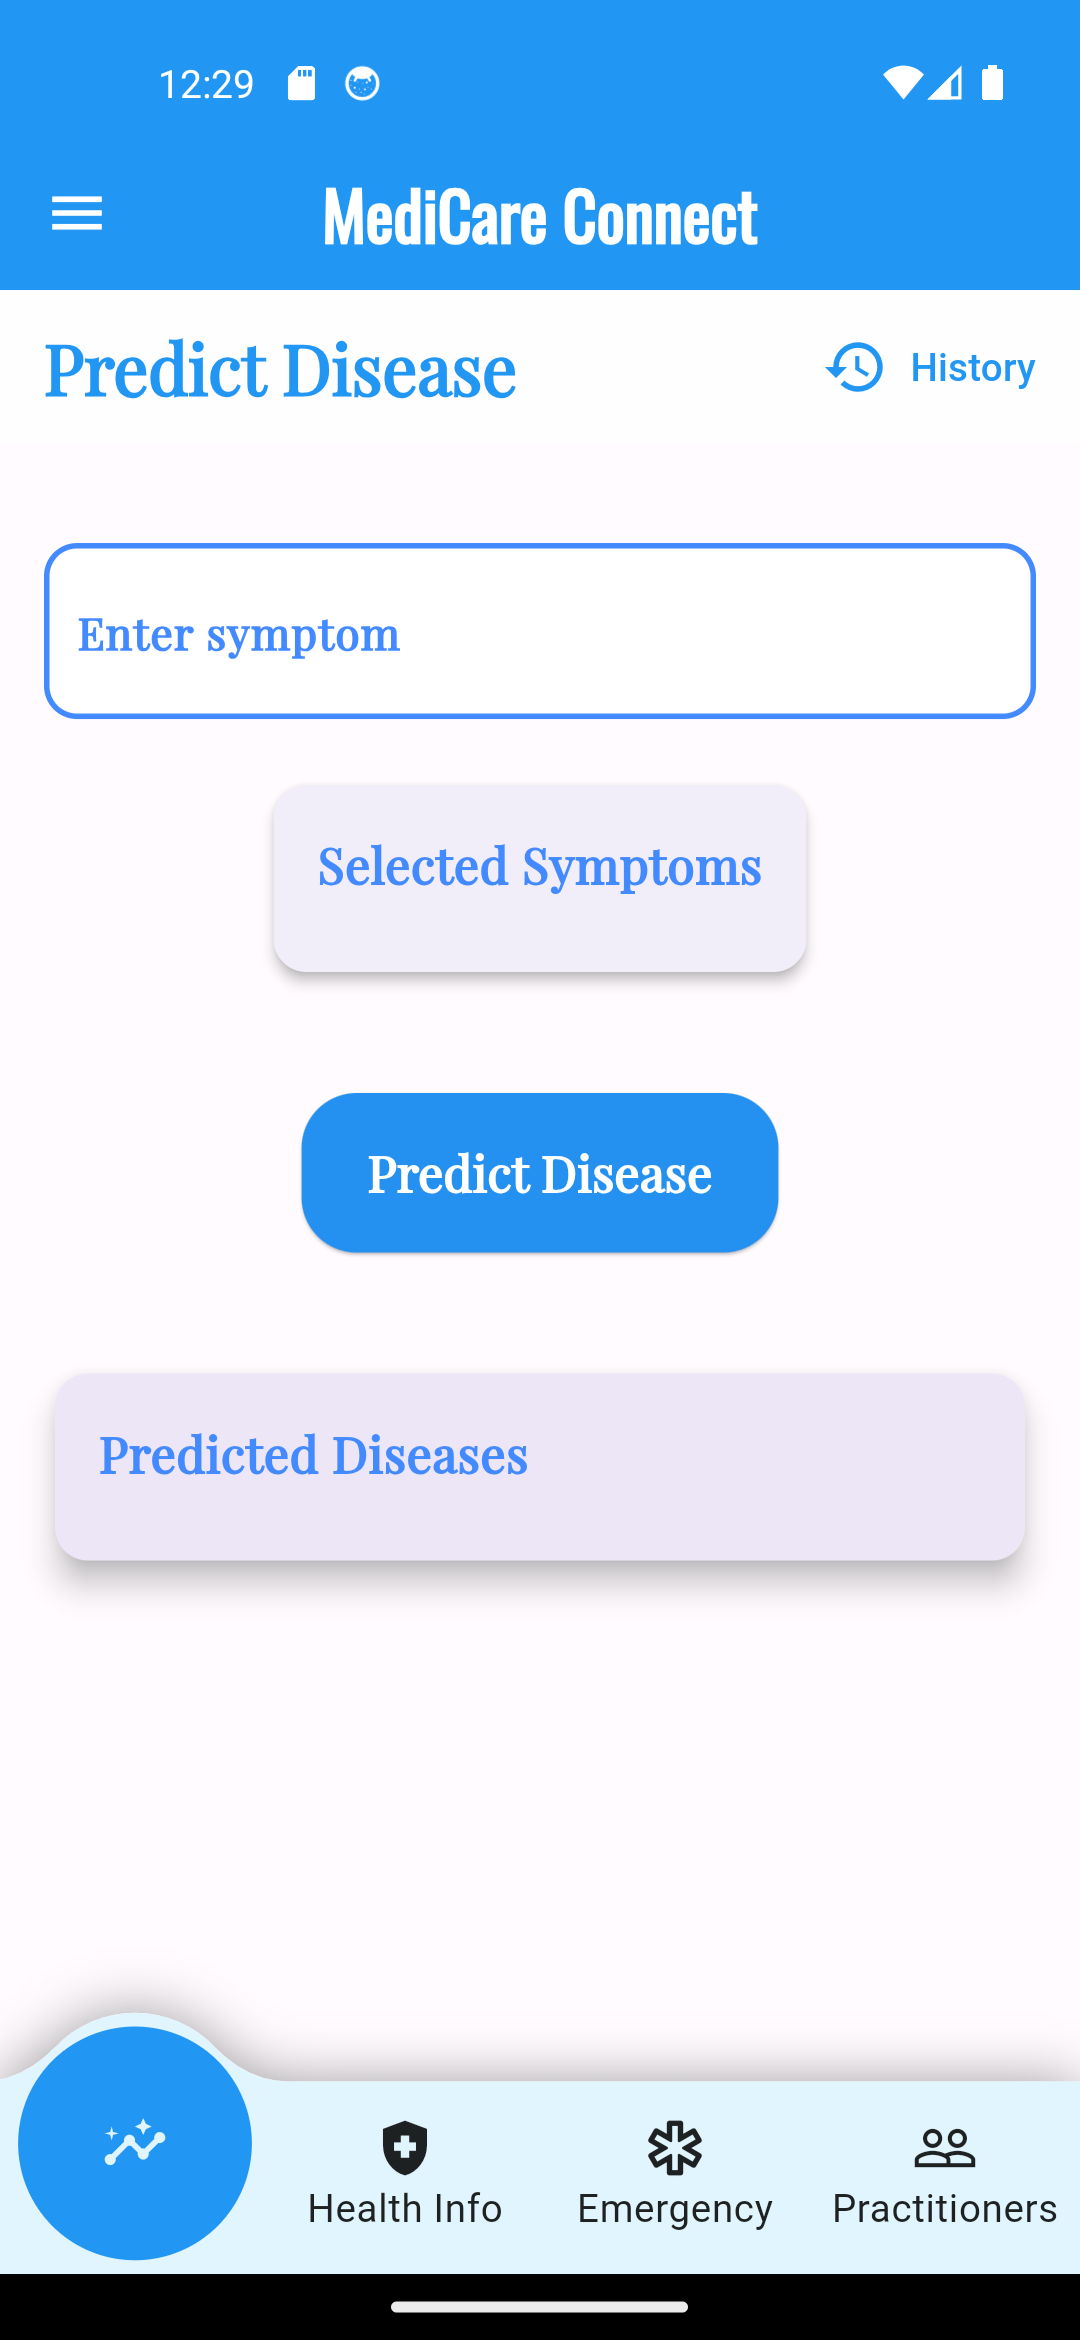 12:29
MediCare Connect
Predict Disease
History
Enter symptom
Selected Symptoms
Predict Disease
Predicted Diseases
Health Info
Emergency
Practitioners